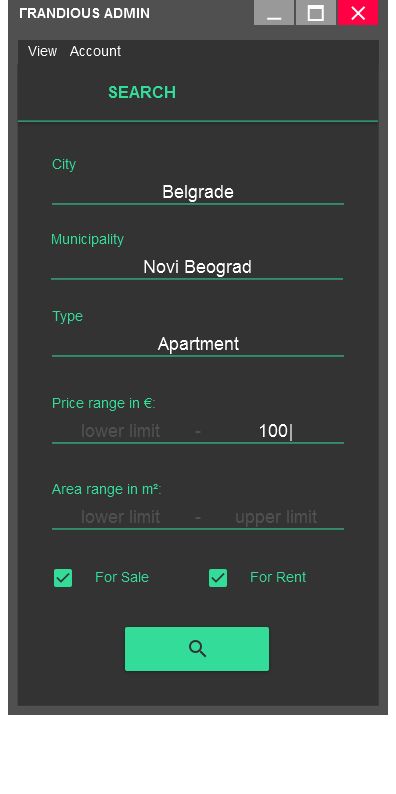 FRANDIOUS ADMIN
View Account
SEARCH
City
Belgrade
Municipality
Novi Beograd
Type
Apartment
Price range in €:
lower limit - 100
Area range in m²:
lower limit - upper limit
For Sale For Rent